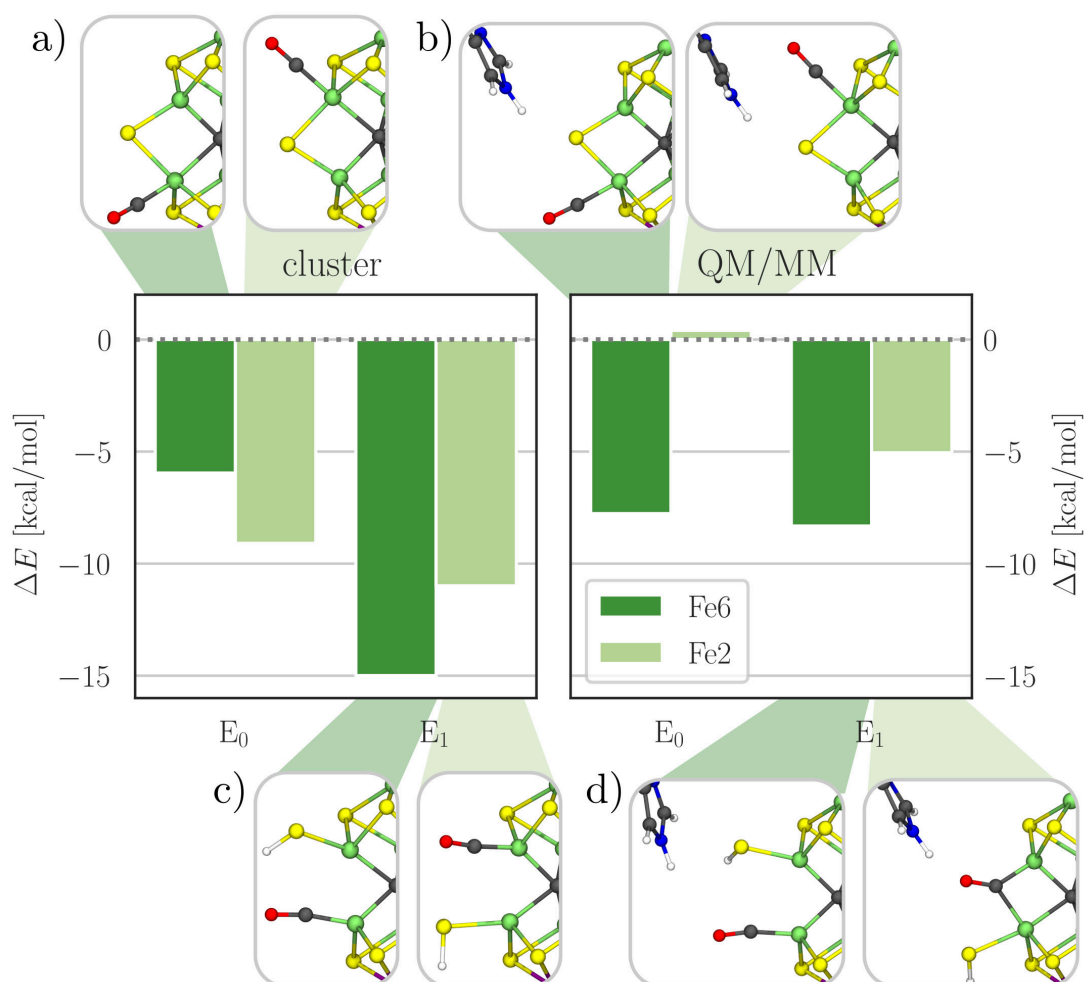 a)
b)
cluster
QM/MM
0
−5
−10
−15
ΔE [kcal/mol]
0
−5
−10
−15
ΔE [kcal/mol]
Fe6
Fe2
E₀
E₁
E₀
E₁
c)
d)